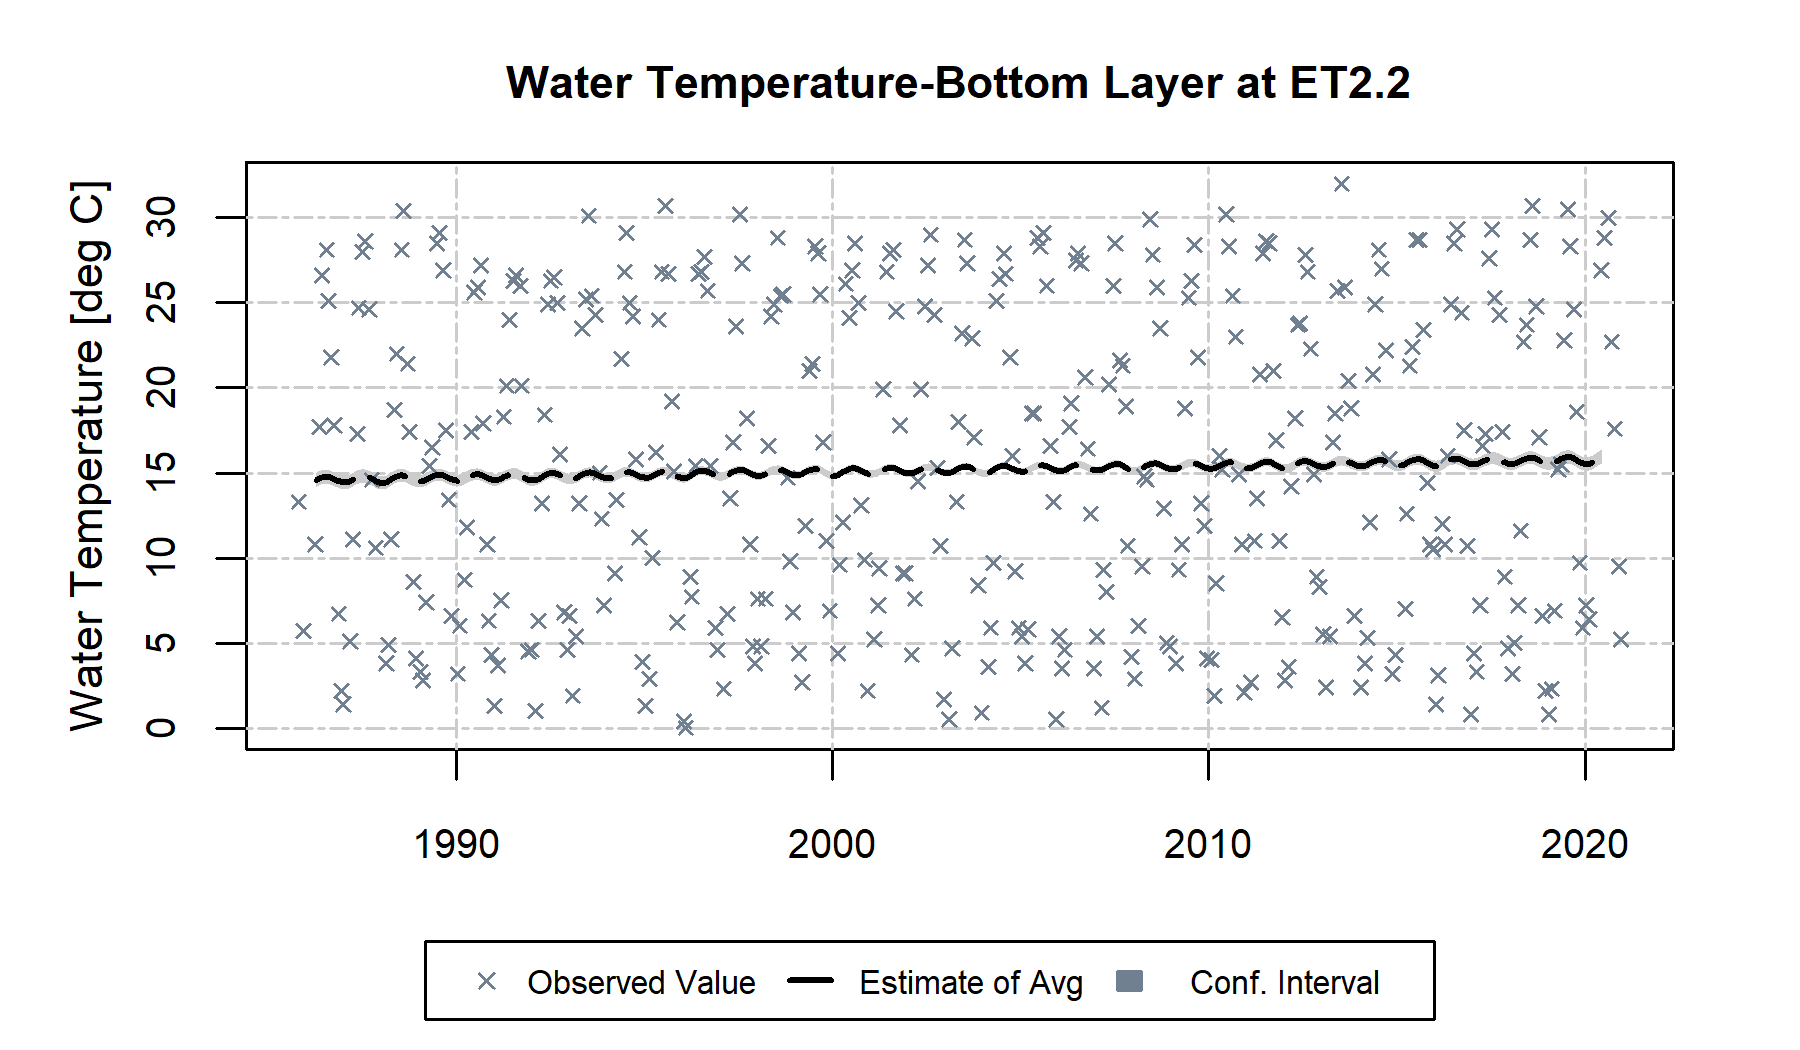 Water Temperature-Bottom Layer at ET2.2
Water Temperature [deg C]
30
25
20
15
10
5
0
1990 2000 2010 2020
Observed Value Estimate of Avg Conf. Interval